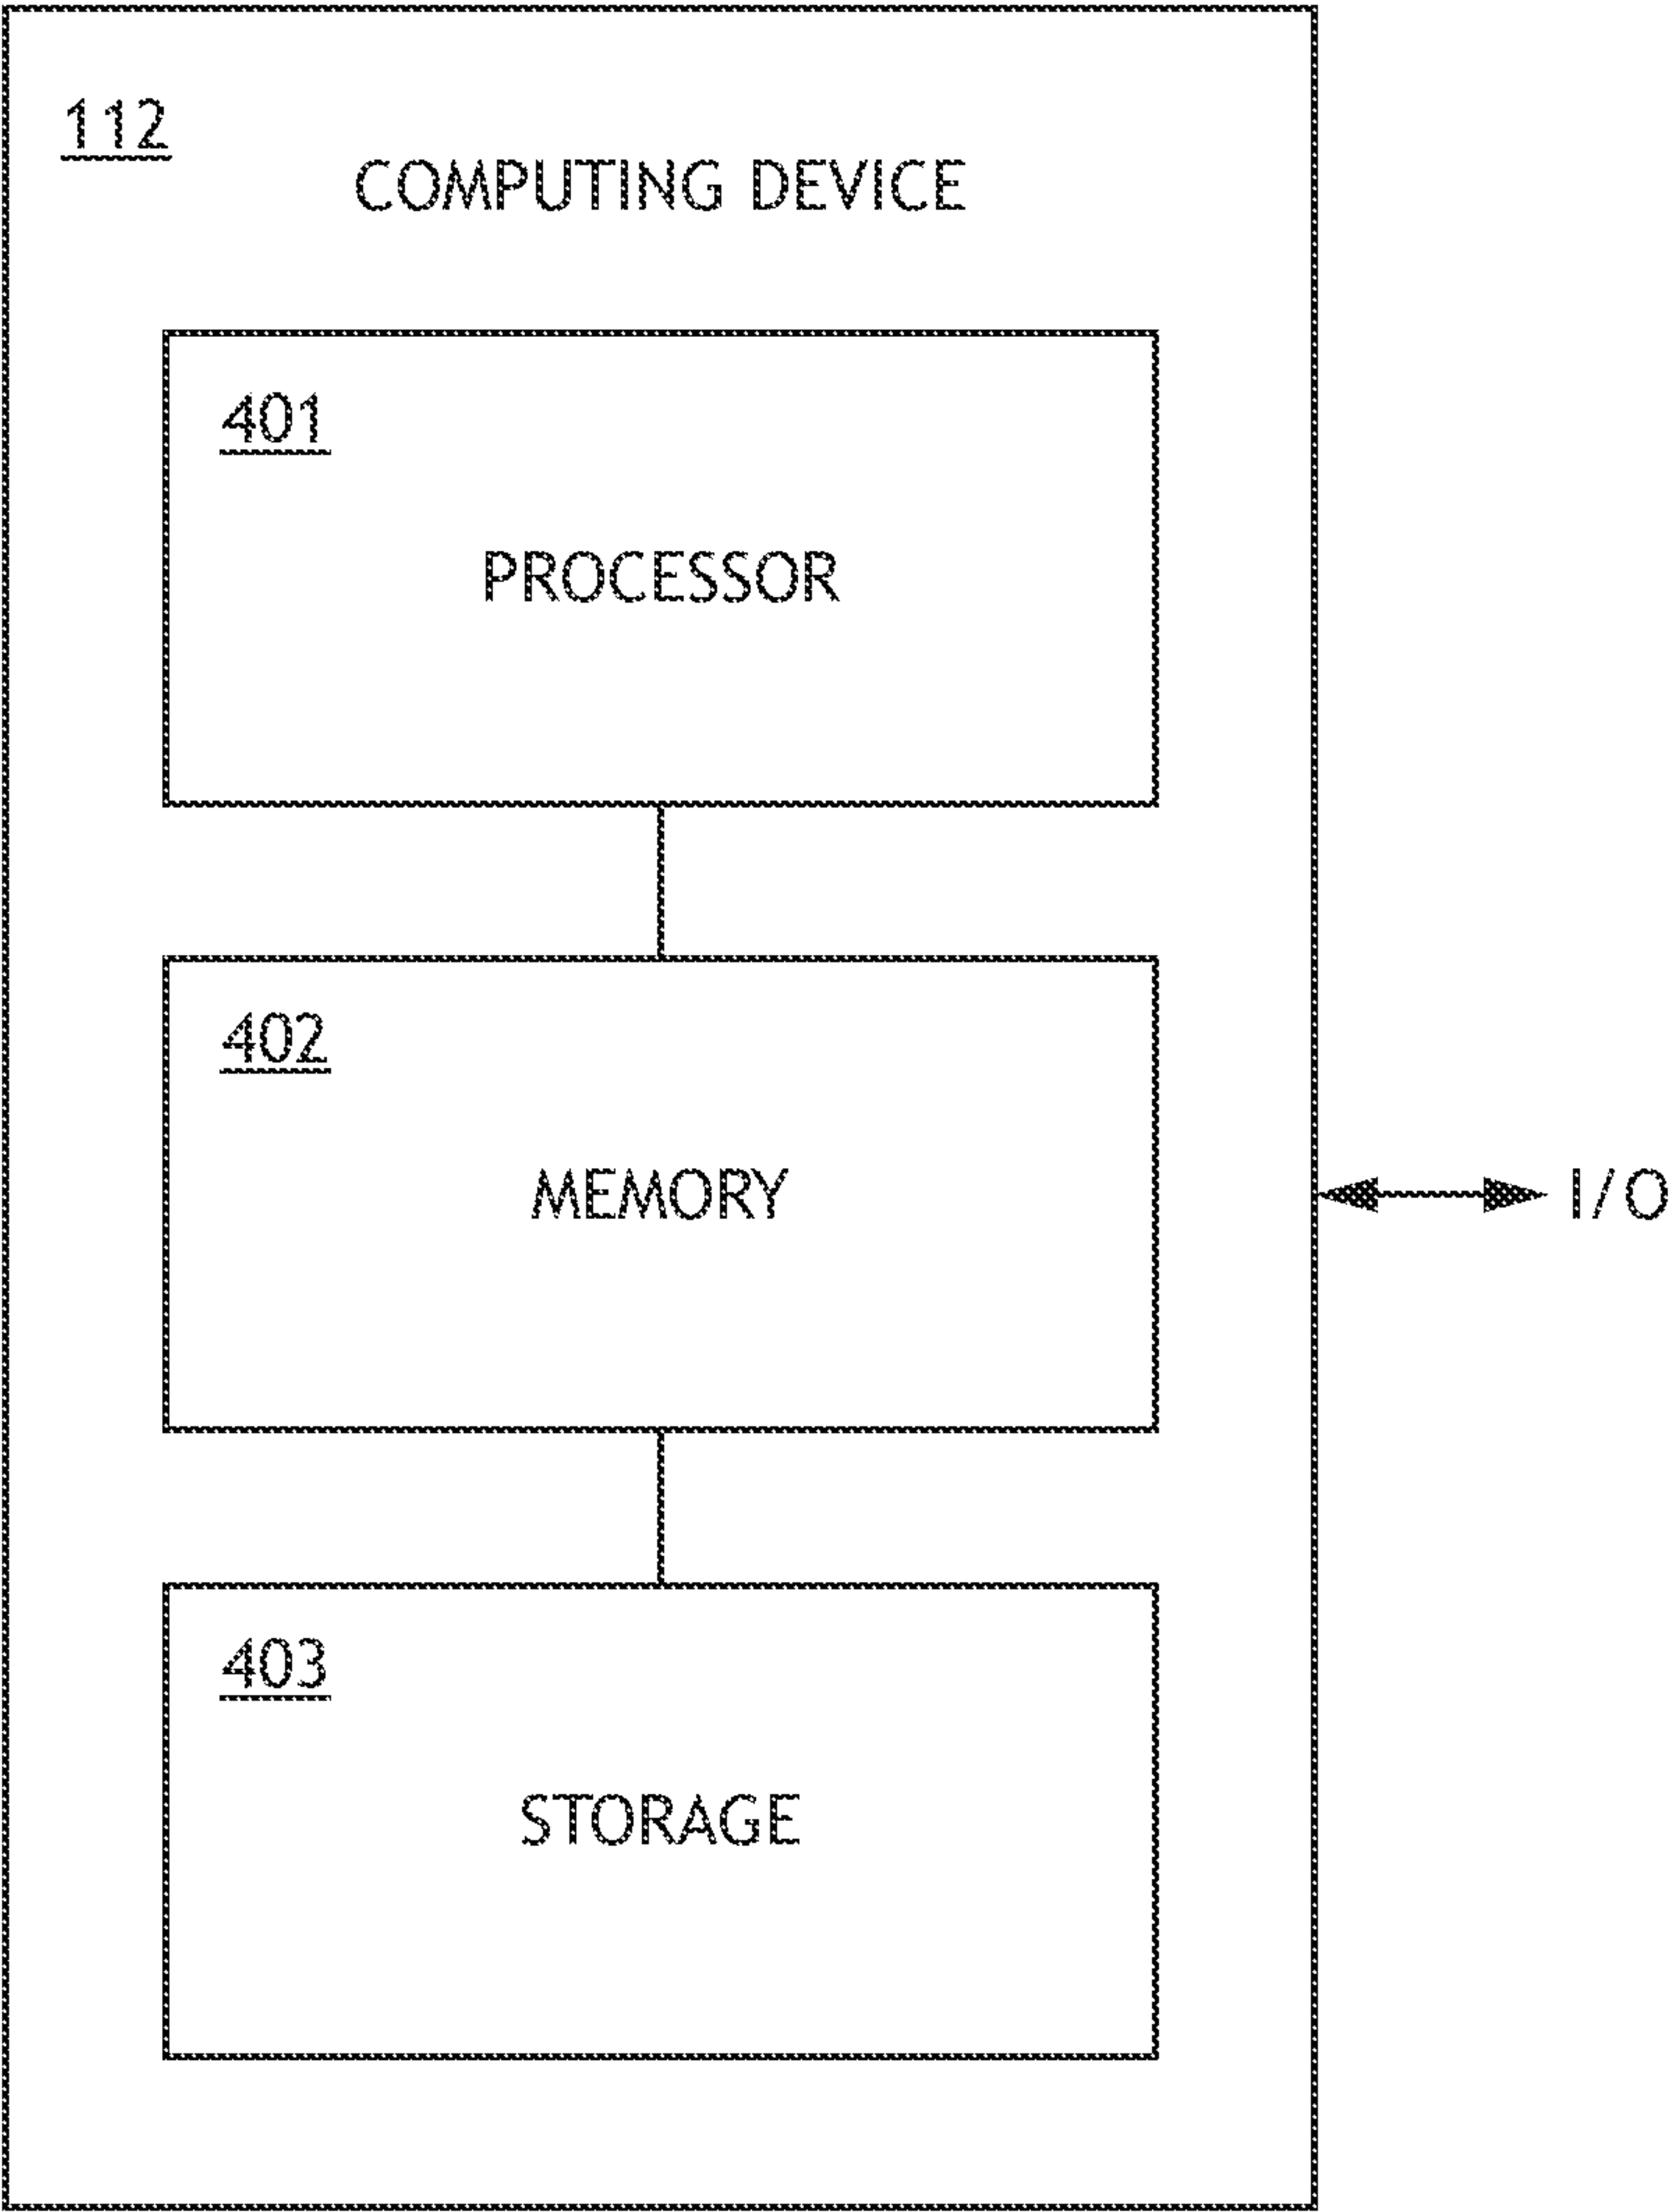 112
COMPUTING DEVICE
401
PROCESSOR
402
MEMORY
I/O
403
STORAGE